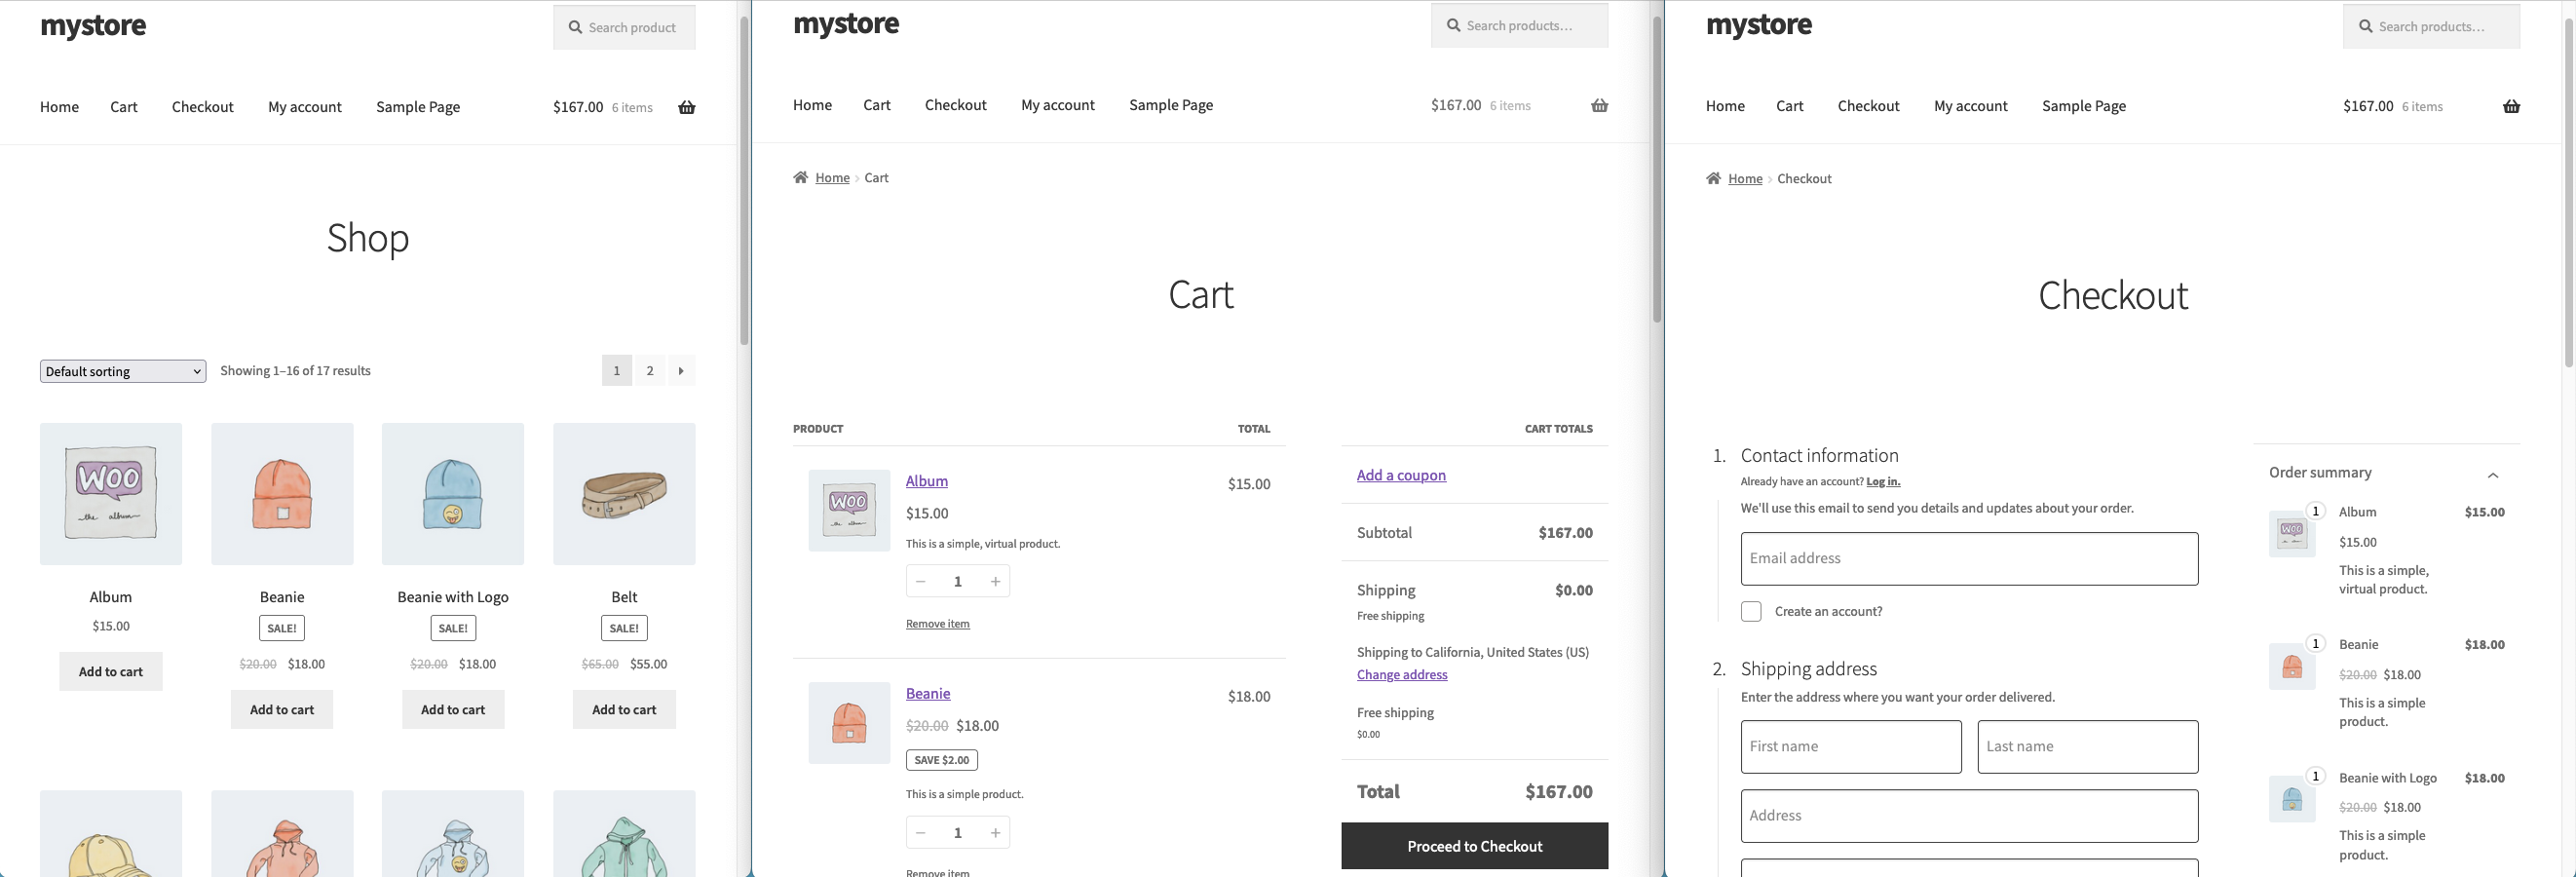 mystore
Search product
Home Cart Checkout My account Sample Page $167.00 6 items
Shop
Default sorting Showing 1–16 of 17 results 1 2
WOO
the album
Album
$15.00
Add to cart
Beanie
SALE!
$20.00 $18.00
Add to cart
Beanie with Logo
SALE!
$20.00 $18.00
Add to cart
Belt
SALE!
$65.00 $55.00
Add to cart
mystore
Search products...
Home Cart Checkout My account Sample Page $167.00 6 items
Home Cart
Cart
PRODUCT TOTAL
WOO
the album
Album $15.00
$15.00
This is a simple, virtual product.
− 1 +
Remove item
Beanie $18.00
$20.00 $18.00
SAVE $2.00
This is a simple product.
− 1 +
Remove item
CART TOTALS
Add a coupon
Subtotal $167.00
Shipping $0.00
Free shipping
Shipping to California, United States (US)
Change address
Free shipping
$0.00
Total $167.00
Proceed to Checkout
mystore
Search products...
Home Cart Checkout My account Sample Page $167.00 6 items
Home Checkout
Checkout
1. Contact information
Already have an account? Log in.
We'll use this email to send you details and updates about your order.
Email address
Create an account?
2. Shipping address
Enter the address where you want your order delivered.
First name Last name
Address
Order summary
WOO
1 Album $15.00
$15.00
This is a simple,
virtual product.
1 Beanie $18.00
$20.00 $18.00
This is a simple
product.
1 Beanie with Logo $18.00
$20.00 $18.00
This is a simple
product.